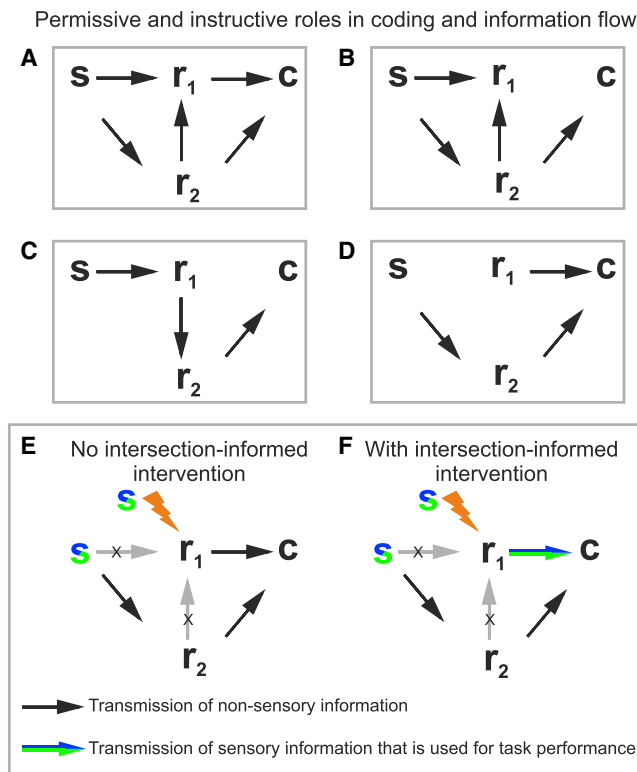 Permissive and instructive roles in coding and information flow
A
s r1 c
r2
B
s r1 c
r2
C
s r1 c
r2
D
s r1 c
r2
E No intersection-informed
intervention
s
s x r1 c
x
r2
F With intersection-informed
intervention
s
s x r1 c
x
r2
Transmission of non-sensory information
Transmission of sensory information that is used for task performance